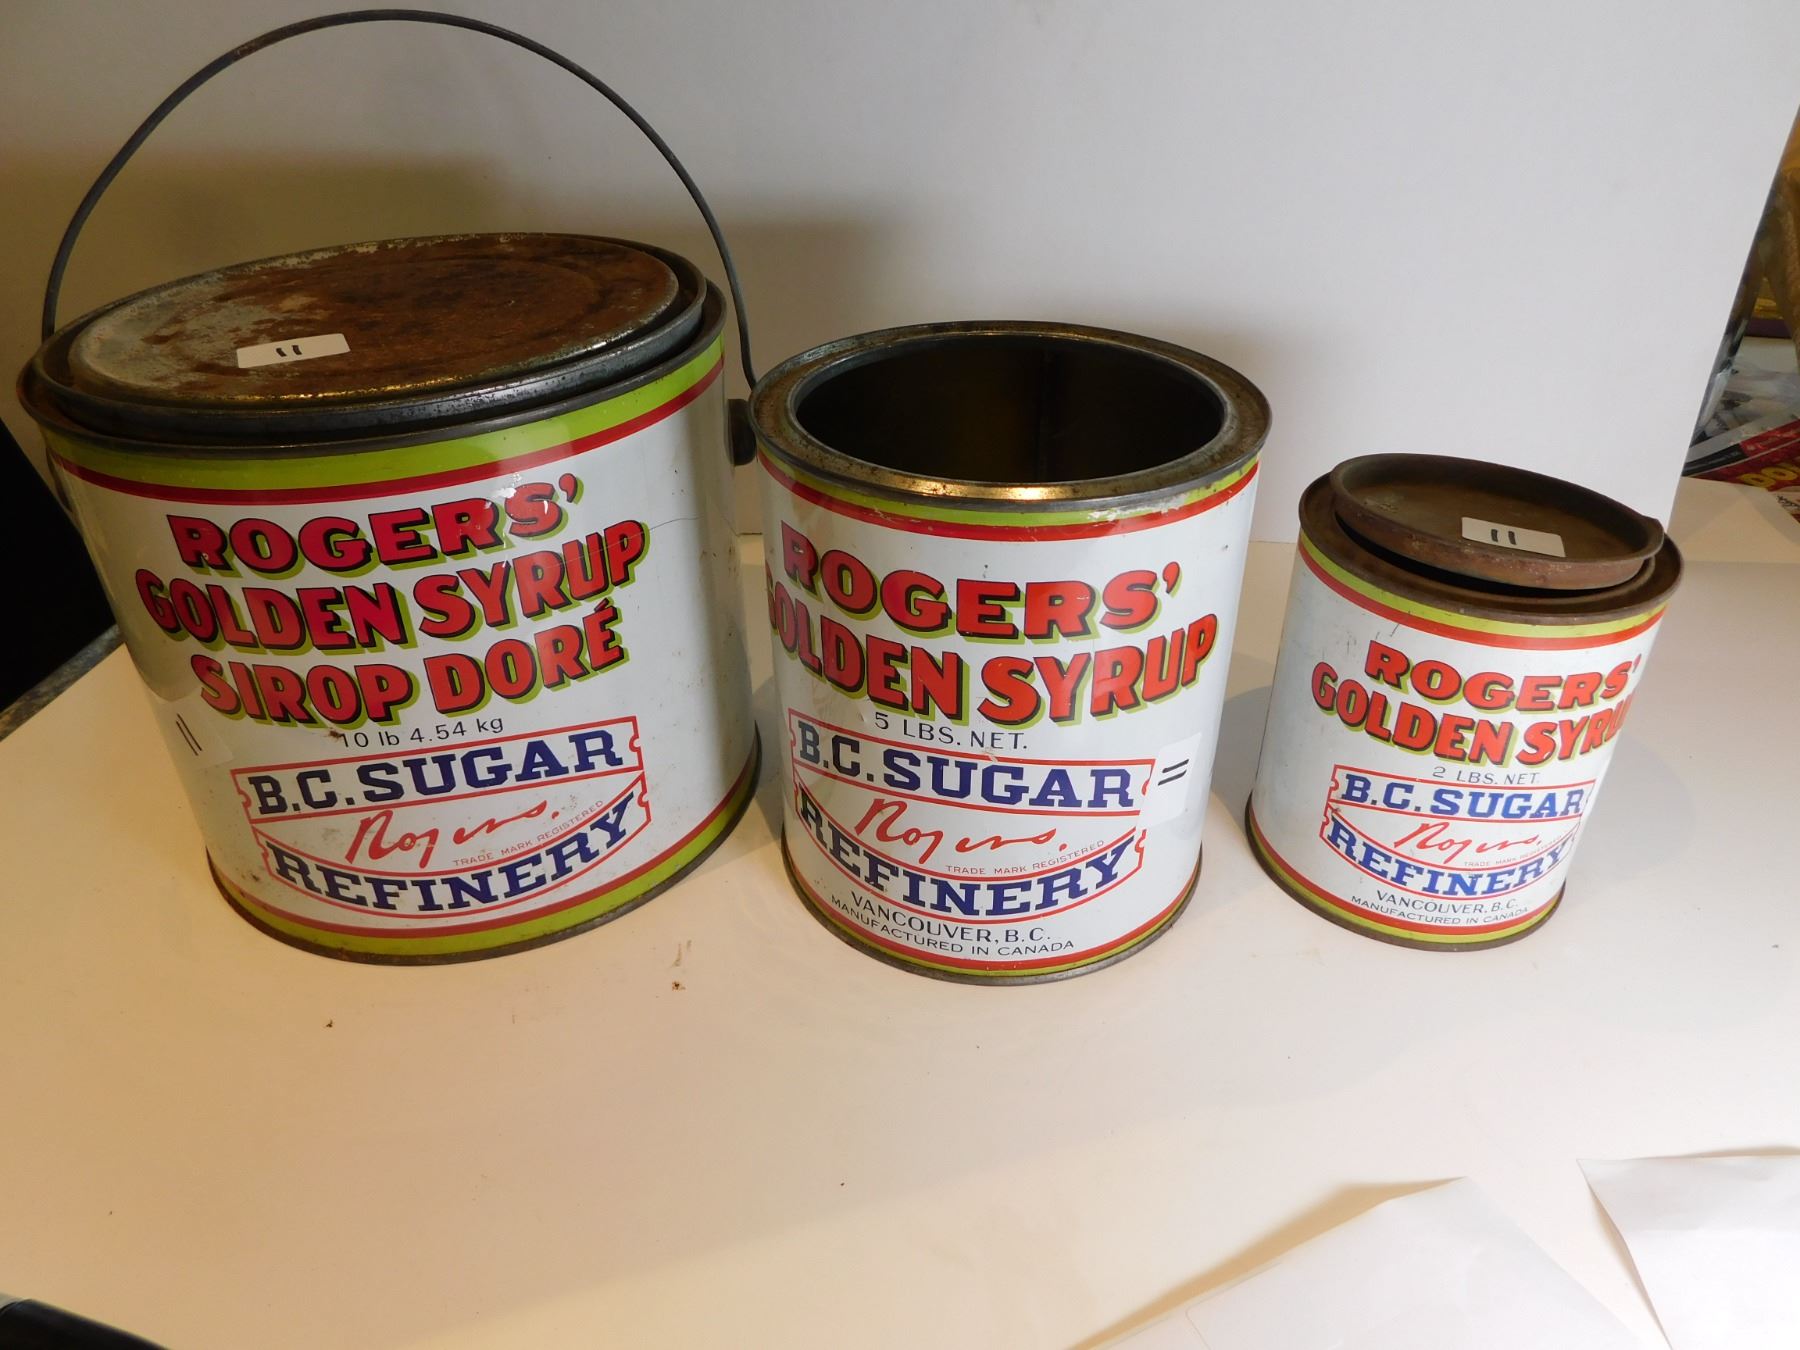 11
ROGERS'
GOLDEN SYRUP
SIROP DORÉ
10 lb 4.54 kg
B.C. SUGAR
Rogers.
TRADE MARK REGISTERED
REFINERY
11
ROGERS'
GOLDEN SYRUP
5 LBS. NET.
B.C. SUGAR
Rogers.
TRADE MARK REGISTERED
REFINERY
VANCOUVER, B.C.
MANUFACTURED IN CANADA
11
11
ROGERS'
GOLDEN SYRUP
2 LBS. NET.
B.C. SUGAR
Rogers.
TRADE MARK REGISTERED
REFINERY
VANCOUVER, B.C.
MANUFACTURED IN CANADA